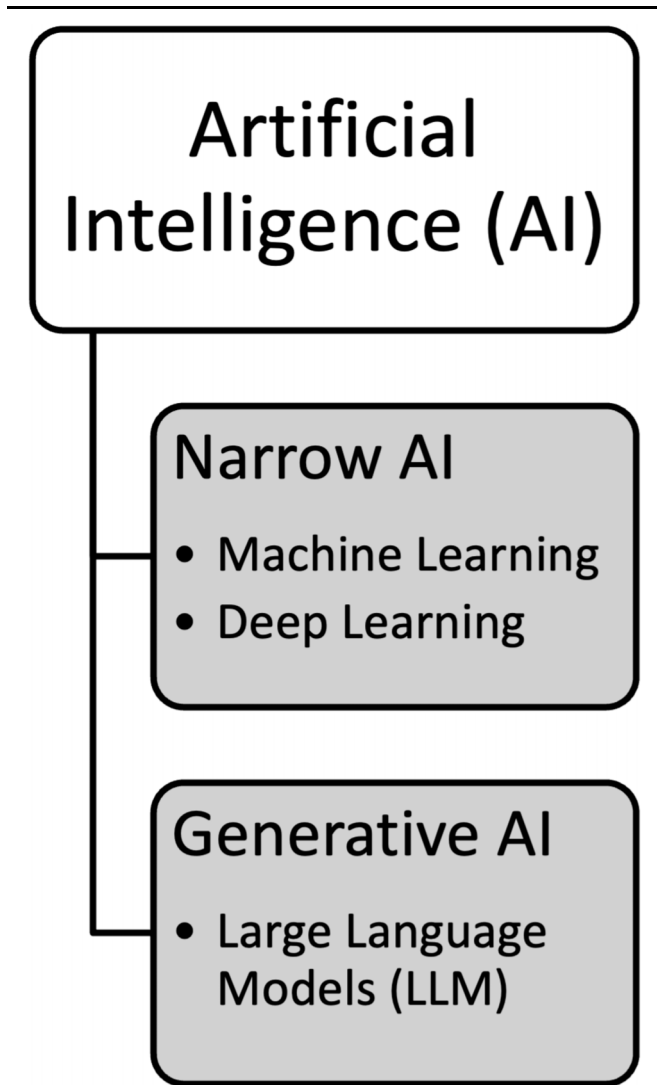 Artificial
Intelligence (AI)
Narrow AI
• Machine Learning
• Deep Learning
Generative AI
• Large Language
Models (LLM)